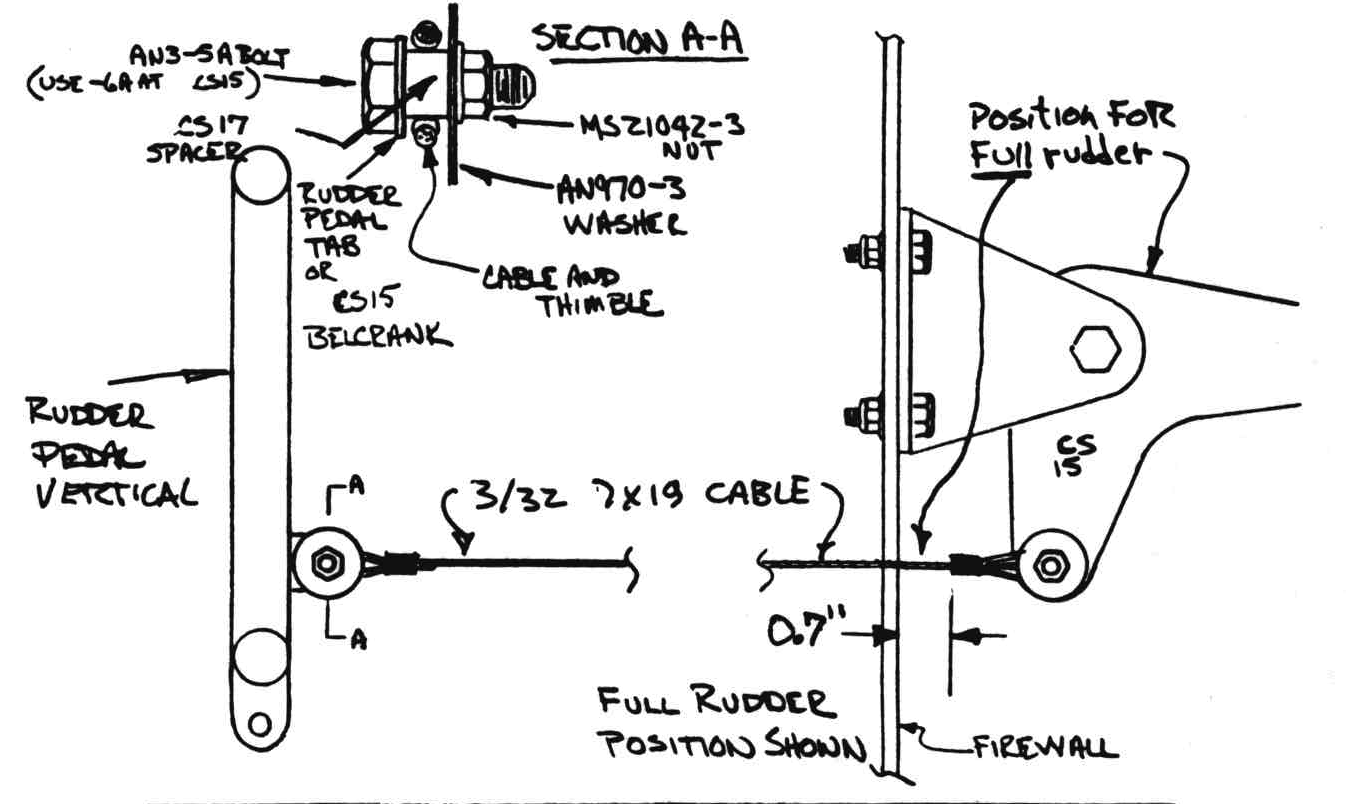 SECTION A-A
AN3-5A BOLT
(USE -6A AT CS15)
CS17
SPACER
MS21042-3
NUT
AN970-3
WASHER
RUDDER
PEDAL
TAB
OR
CS15
BELCRANK
CABLE AND
THIMBLE
POSITION FOR
FULL rudder
RUDDER
PEDAL
VERTICAL
A
A
3/32 7X19 CABLE
CS
15
0.7"
FULL RUDDER
POSITION SHOWN
FIREWALL